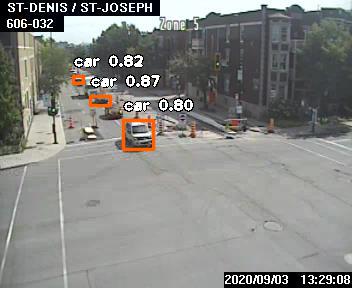 ST-DENIS / ST-JOSEPH
606-032
Zone 5
car 0.82
car 0.87
car 0.80
2020/09/03 13:29:08